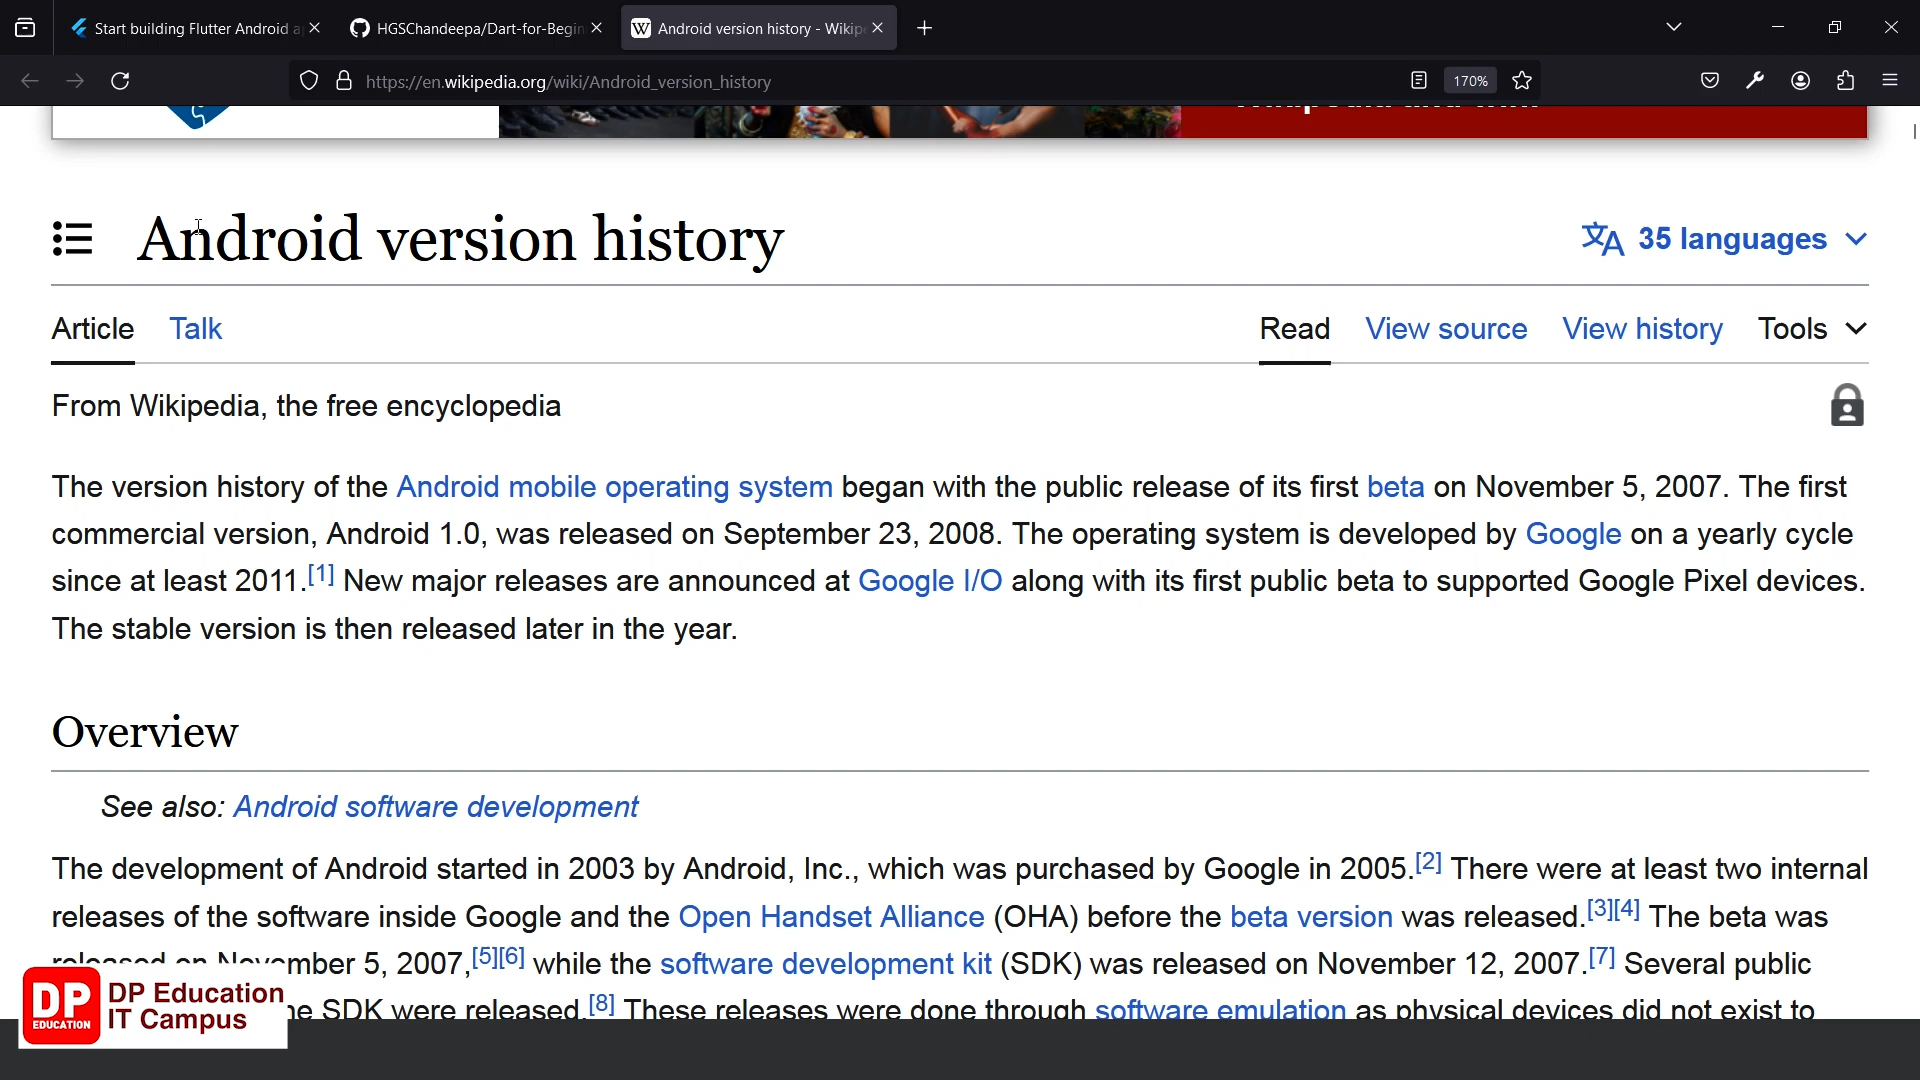 Start building Flutter Android a
HGSChandeepa/Dart-for-Begin
Android version history - Wikip
https://en.wikipedia.org/wiki/Android_version_history
170%
Android version history
35 languages
Article
Talk
Read
View source
View history
Tools
From Wikipedia, the free encyclopedia
The version history of the Android mobile operating system began with the public release of its first beta on November 5, 2007. The first
commercial version, Android 1.0, was released on September 23, 2008. The operating system is developed by Google on a yearly cycle
since at least 2011.[1] New major releases are announced at Google I/O along with its first public beta to supported Google Pixel devices.
The stable version is then released later in the year.
Overview
See also: Android software development
The development of Android started in 2003 by Android, Inc., which was purchased by Google in 2005.[2] There were at least two internal
releases of the software inside Google and the Open Handset Alliance (OHA) before the beta version was released.[3][4] The beta was
released on November 5, 2007,[5][6] while the software development kit (SDK) was released on November 12, 2007.[7] Several public
SDK were released.[8] These releases were done through software emulation as physical devices did not exist to
DP
EDUCATION
DP Education
IT Campus